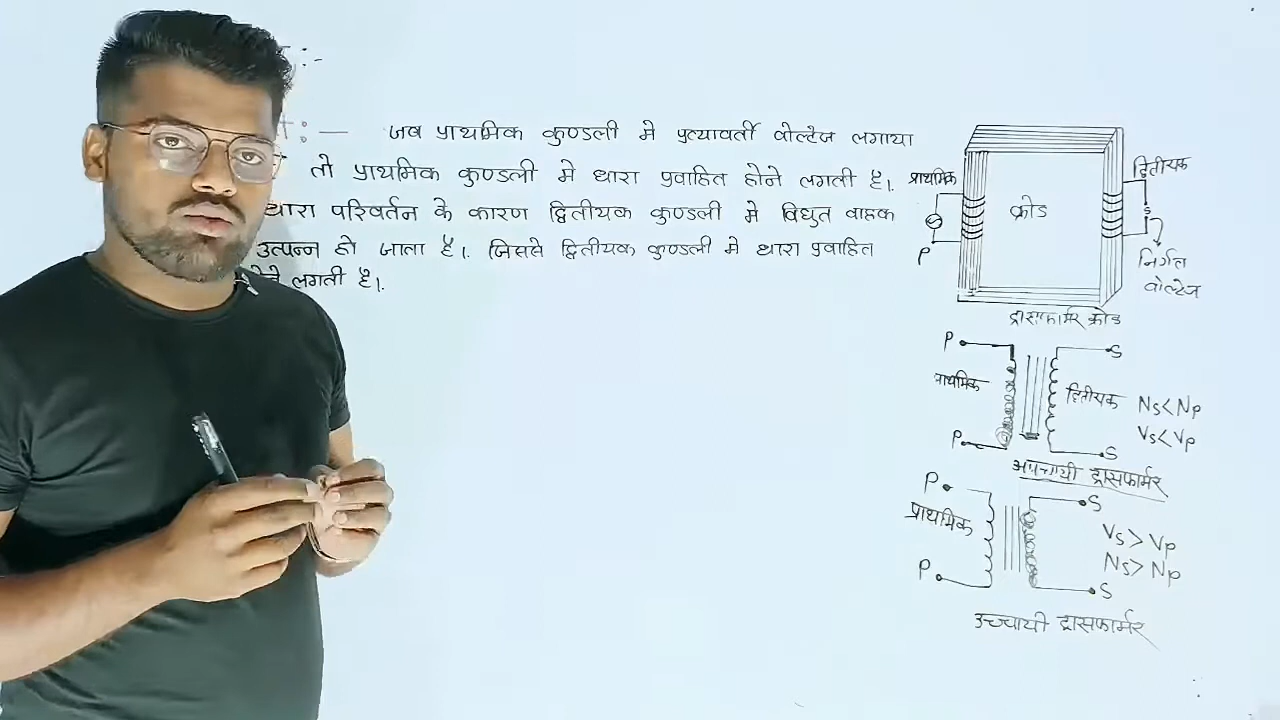 :-
:— जब प्राथमिक कुण्डली मे प्रत्यावर्ती वोल्टेज लगाया
तो प्राथमिक कुण्डली मे धारा प्रवाहित होने लगती है।
धारा परिवर्तन के कारण द्वितीयक कुण्डली मे विधुत वाहक
उत्पन्न हो जाता है। जिससे द्वितीयक कुण्डली मे धारा प्रवाहित
होने लगती है।
प्राथमिक
P
क्रोड
द्वितीयक
S
निर्गत
वोल्टेज
ट्रासफार्मर क्रोड
P
S
प्राथमिक
द्वितीयक
Ns<Np
Vs<Vp
P
S
अपचायी ट्रासफार्मर
P
S
प्राथमिक
Vs>Vp
Ns>Np
P
S
उच्चायी ट्रासफार्मर